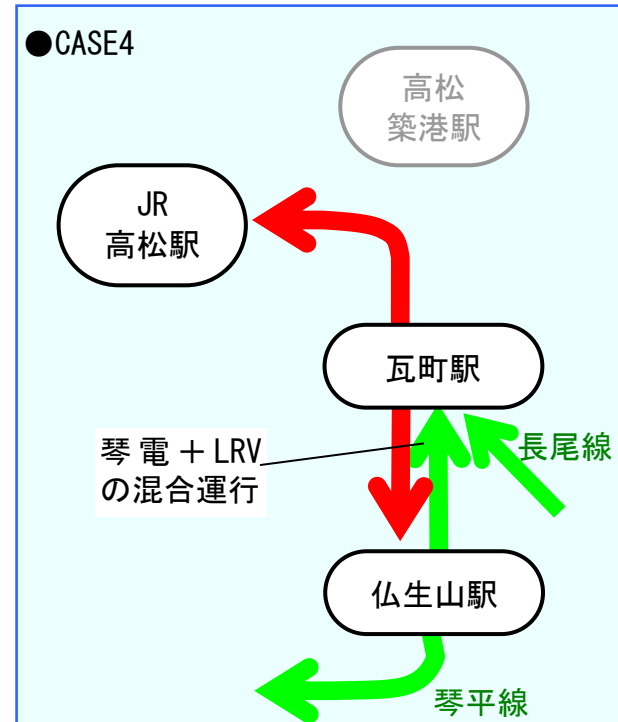 ●CASE4
高松
築港駅
JR
高松駅
瓦町駅
琴電＋LRV
の混合運行
長尾線
仏生山駅
琴平線